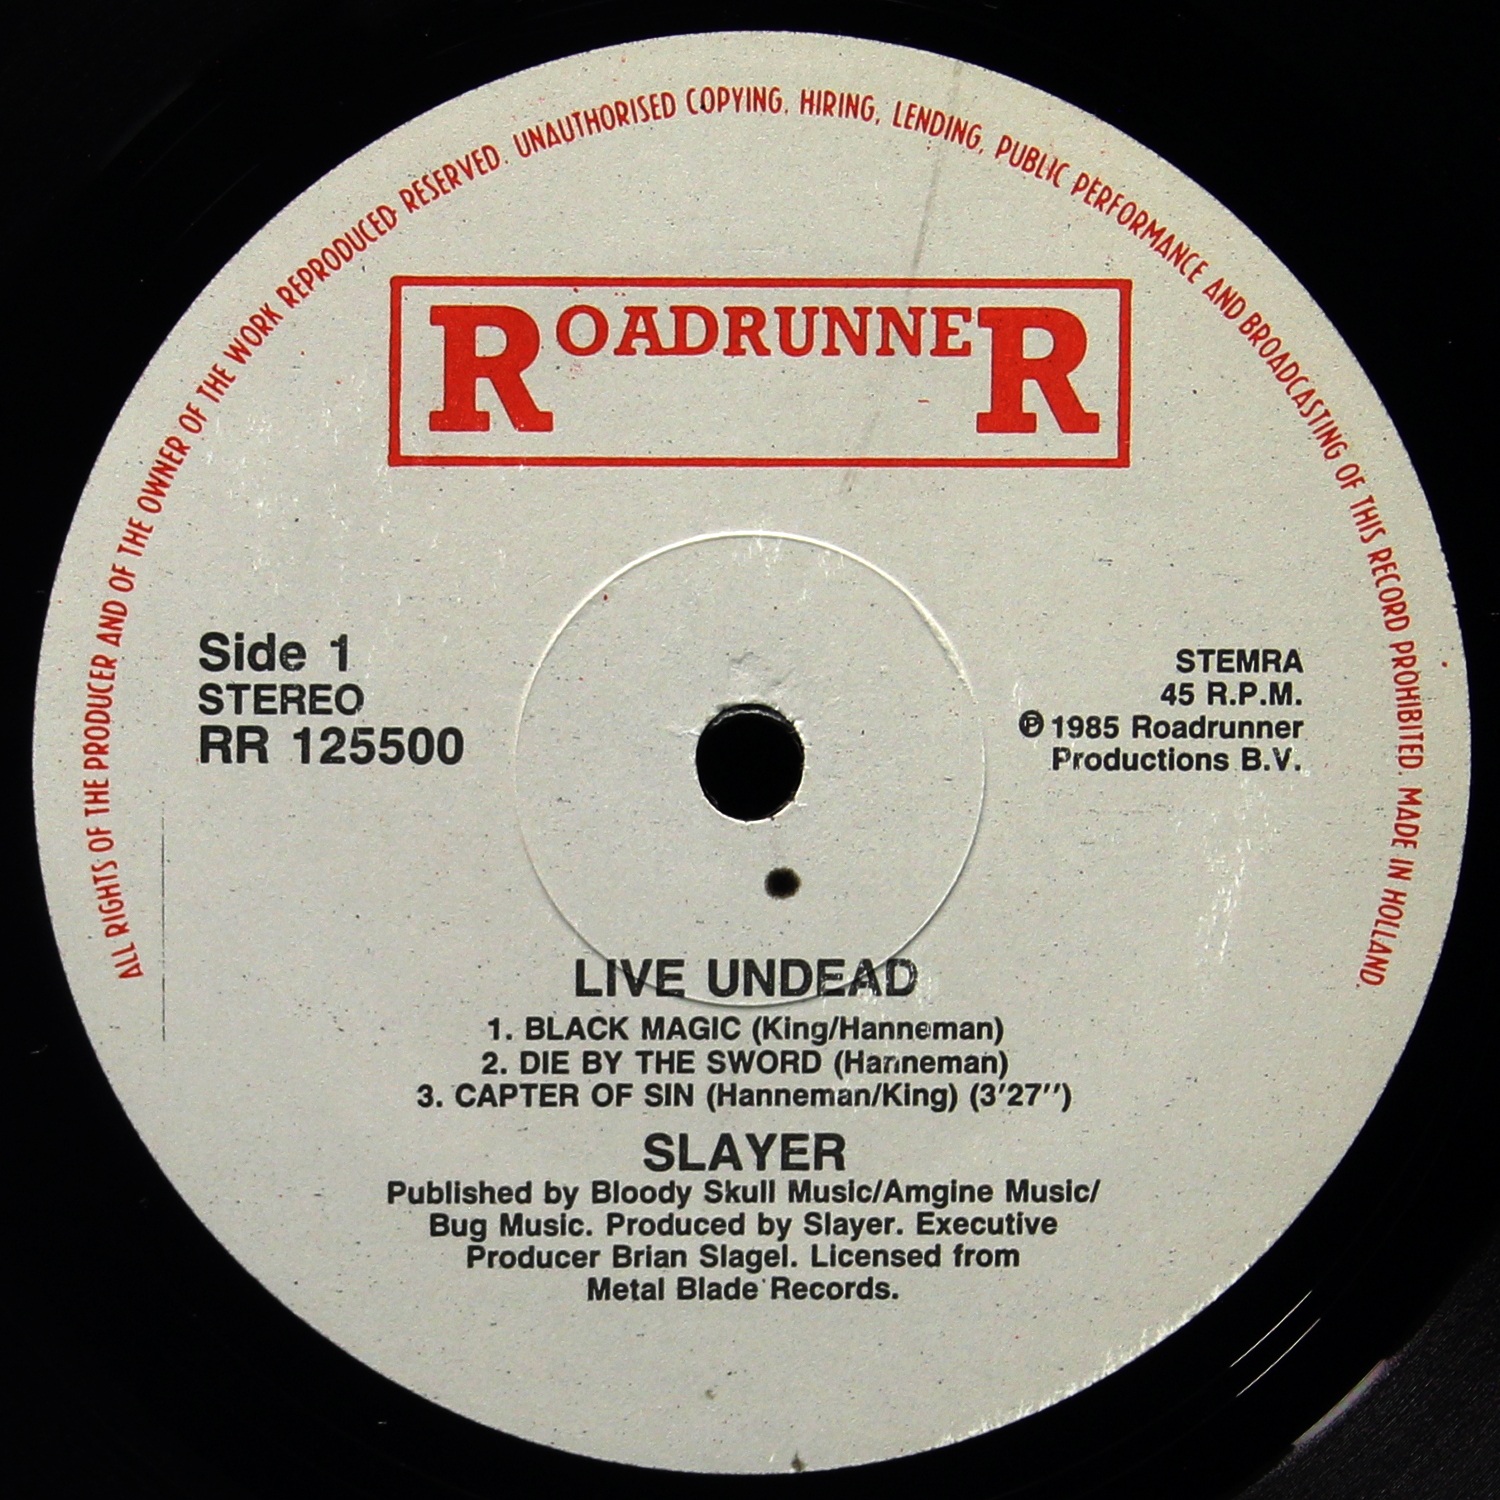 ALL RIGHTS OF THE PRODUCER AND OF THE OWNER OF THE WORK REPRODUCED RESERVED. UNAUTHORISED COPYING, HIRING, LENDING, PUBLIC PERFORMANCE AND BROADCASTING OF THIS RECORD PROHIBITED. MADE IN HOLLAND.
ROADRUNNER
Side 1
STEREO
RR 125500
STEMRA
45 R.P.M.
℗ 1985 Roadrunner
Productions B.V.
LIVE UNDEAD
1. BLACK MAGIC (King/Hanneman)
2. DIE BY THE SWORD (Hanneman)
3. CAPTER OF SIN (Hanneman/King) (3'27'')
SLAYER
Published by Bloody Skull Music/Amgine Music/
Bug Music. Produced by Slayer. Executive
Producer Brian Slagel. Licensed from
Metal Blade Records.